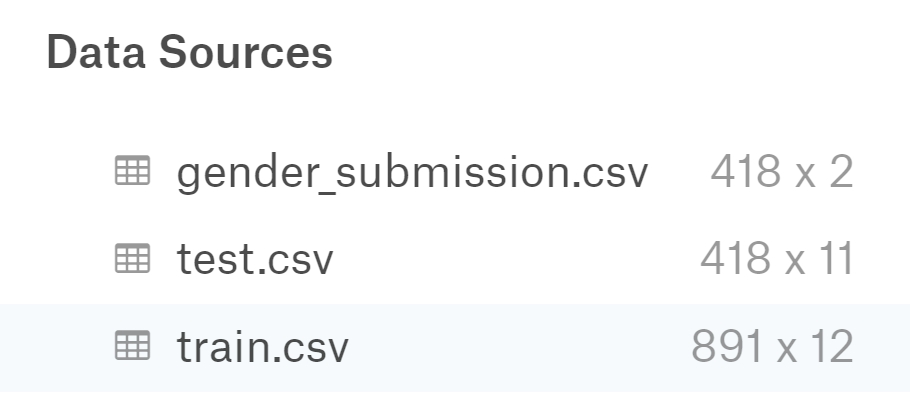 Data Sources
gender_submission.csv 418 x 2
test.csv 418 x 11
train.csv 891 x 12